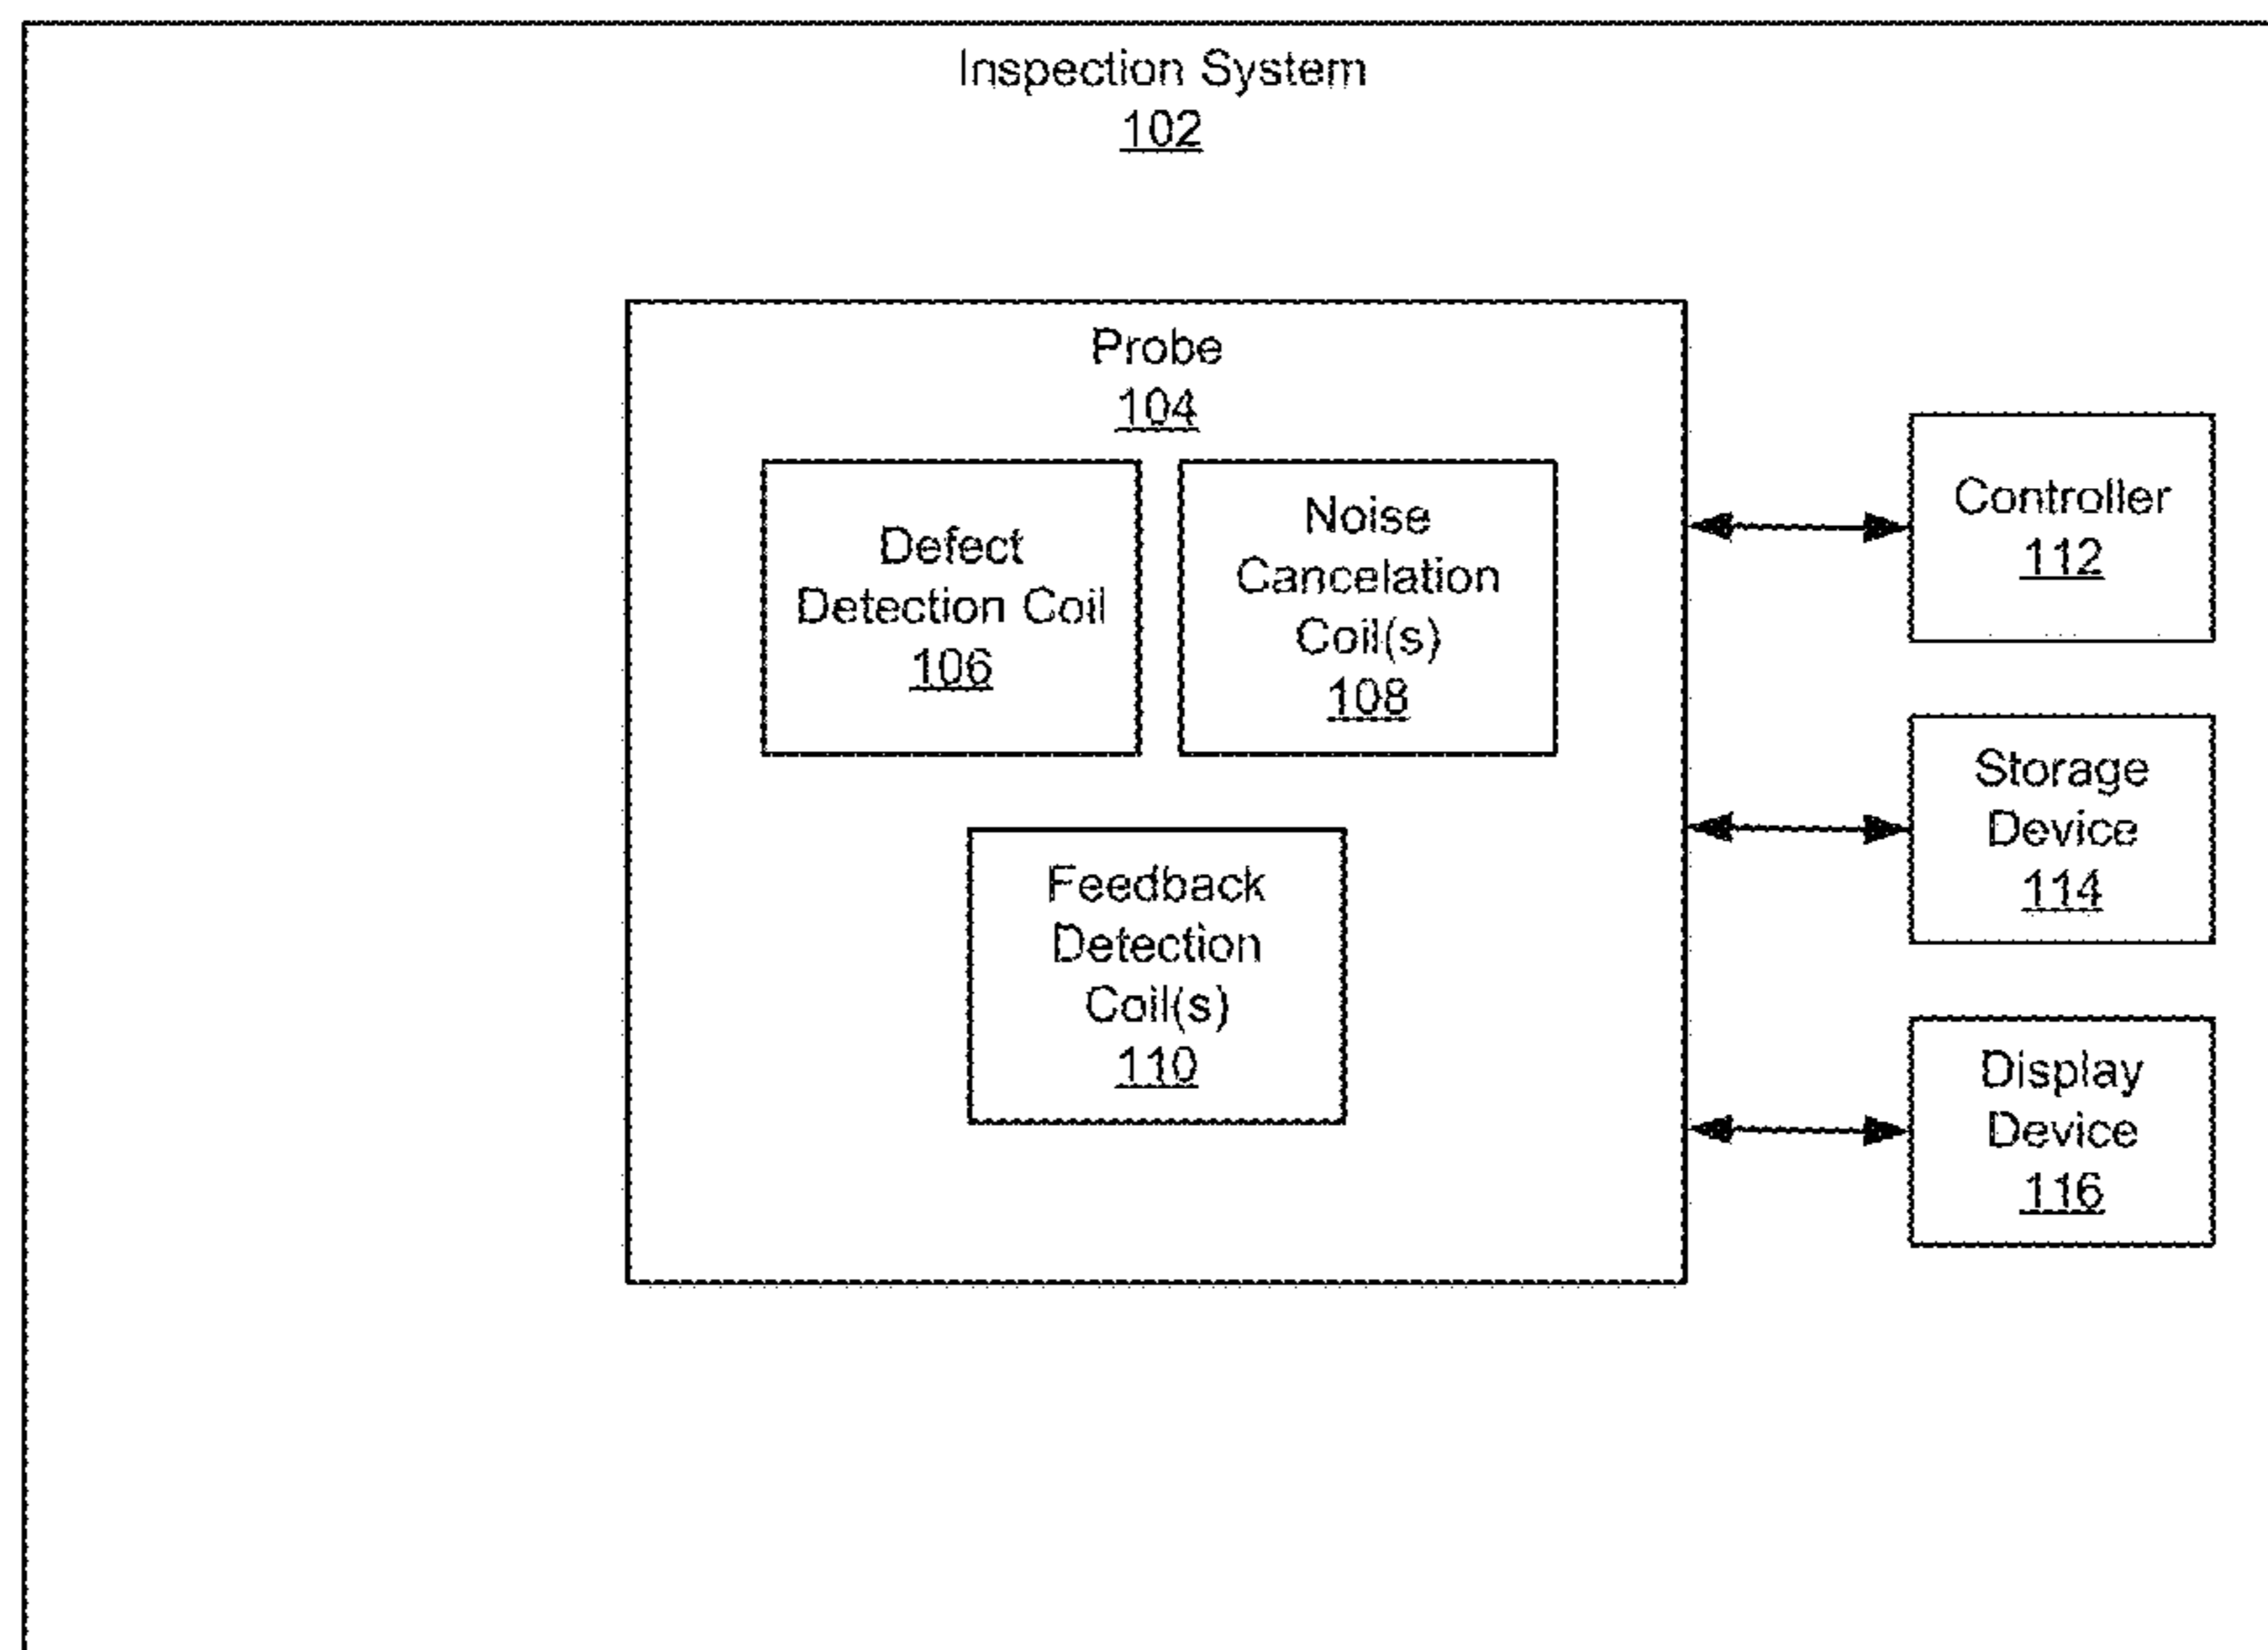 Inspection System
102
Probe
104
Defect
Detection Coil
106
Noise
Cancelation
Coil(s)
108
Feedback
Detection
Coil(s)
110
Controller
112
Storage
Device
114
Display
Device
116